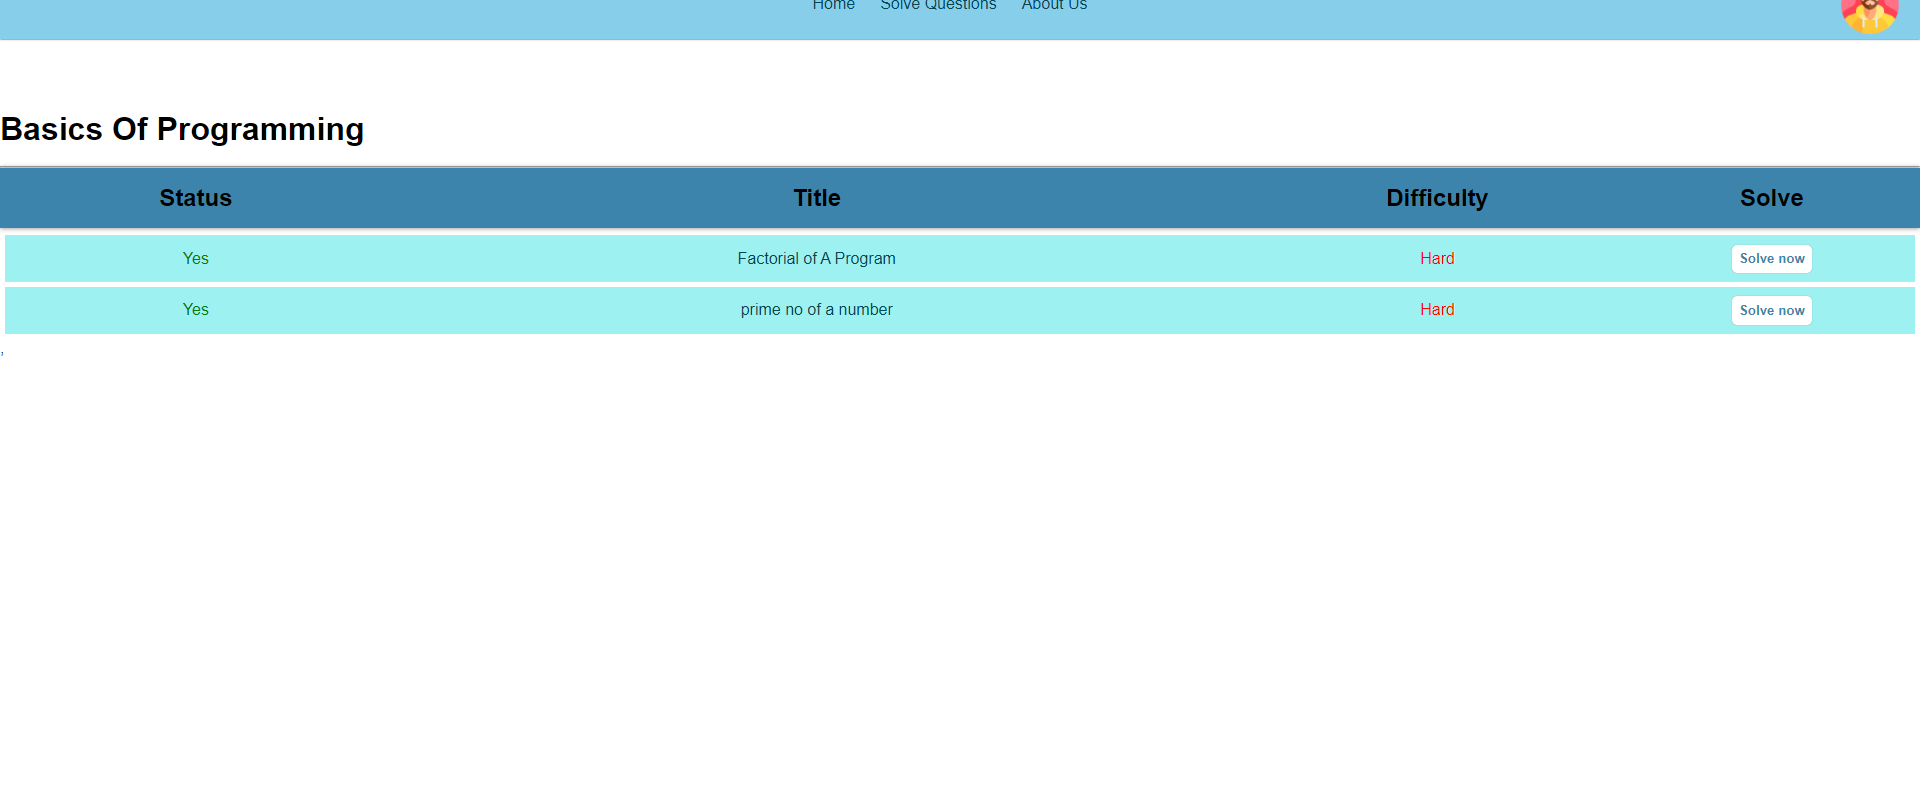 Home Solve Questions About Us
Basics Of Programming
Status Title Difficulty Solve
Yes Factorial of A Program Hard Solve now
Yes prime no of a number Hard Solve now
,